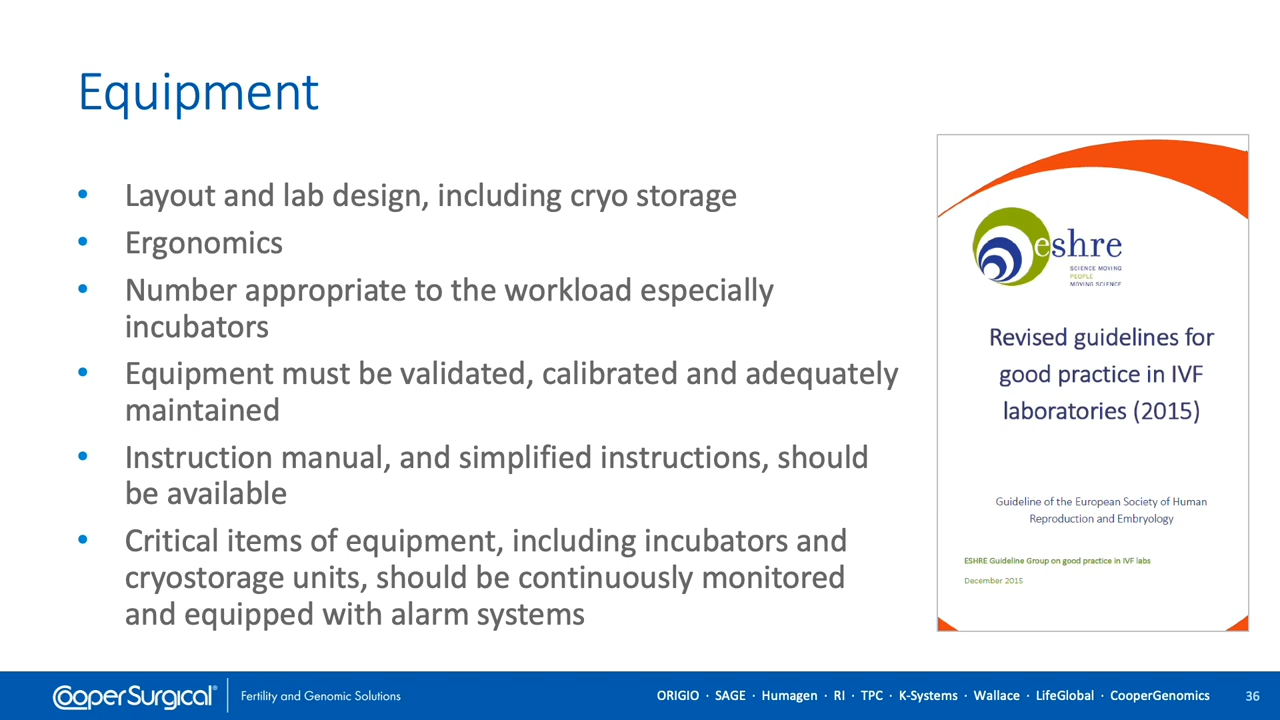 Equipment
• Layout and lab design, including cryo storage
• Ergonomics
• Number appropriate to the workload especially
incubators
• Equipment must be validated, calibrated and adequately
maintained
• Instruction manual, and simplified instructions, should
be available
• Critical items of equipment, including incubators and
cryostorage units, should be continuously monitored
and equipped with alarm systems
eshre
SCIENCE MOVING
PEOPLE
MOVING SCIENCE
Revised guidelines for
good practice in IVF
laboratories (2015)
Guideline of the European Society of Human
Reproduction and Embryology
ESHRE Guideline Group on good practice in IVF labs
December 2015
CooperSurgical® Fertility and Genomic Solutions
ORIGIO · SAGE · Humagen · RI · TPC · K-Systems · Wallace · LifeGlobal · CooperGenomics
36